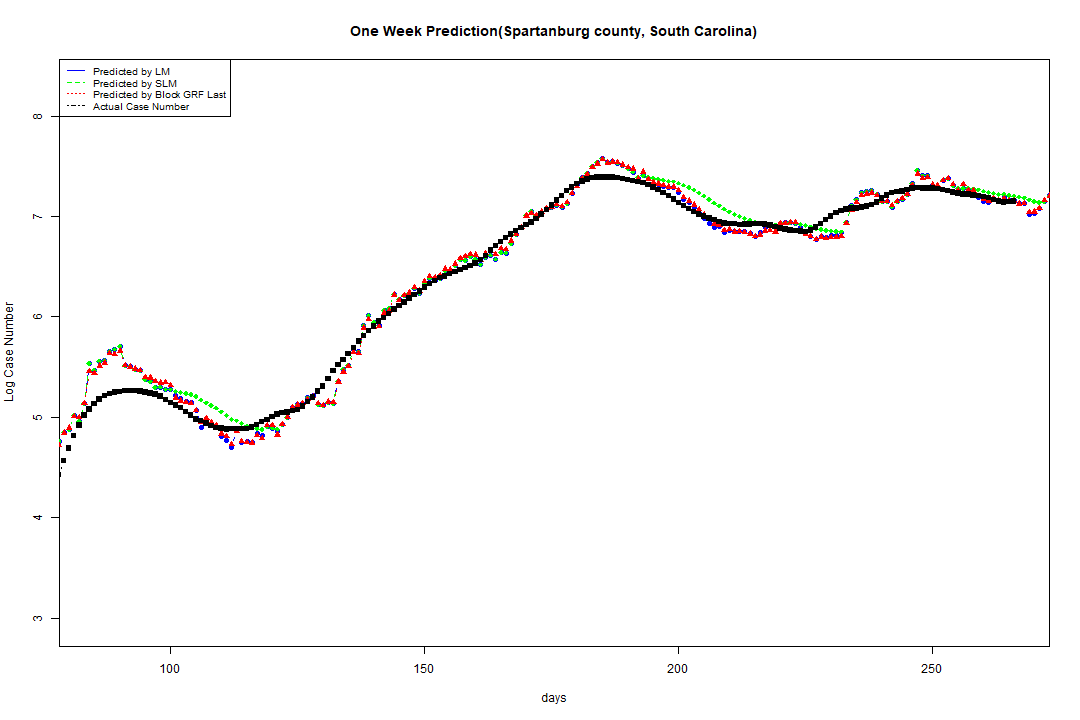 One Week Prediction(Spartanburg county, South Carolina)
Predicted by LM
Predicted by SLM
Predicted by Block GRF Last
Actual Case Number
8
7
6
5
4
3
Log Case Number
100
150
200
250
days